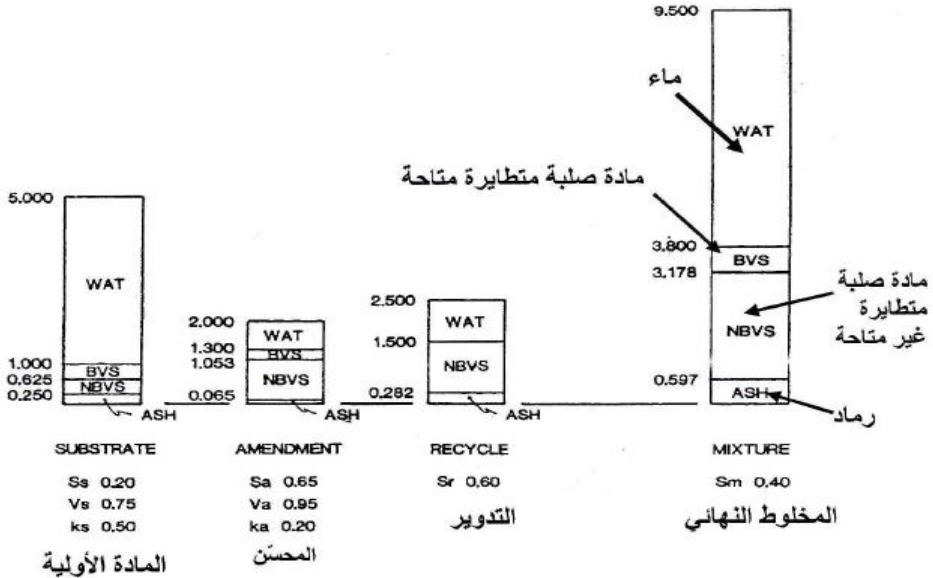 9.500
ماء
WAT
مادة صلبة متطايرة متاحة
5.000
3.800
BVS
3.178
مادة صلبة
متطايرة
غير متاحة
WAT
2.500
WAT
2.000
WAT
1.500
NBVS
1.300
BVS
1.053
NBVS
NBVS
1.000
BVS
0.625
NBVS
0.250
0.065
0.282
0.597
ASH
رماد
ASH
ASH
ASH
SUBSTRATE
AMENDMENT
RECYCLE
MIXTURE
Ss 0.20
Sa 0.65
Sr 0.60
Sm 0.40
Vs 0.75
Va 0.95
ks 0.50
ka 0.20
التدوير
المخلوط النهائي
المادة الأولية
المحسّن